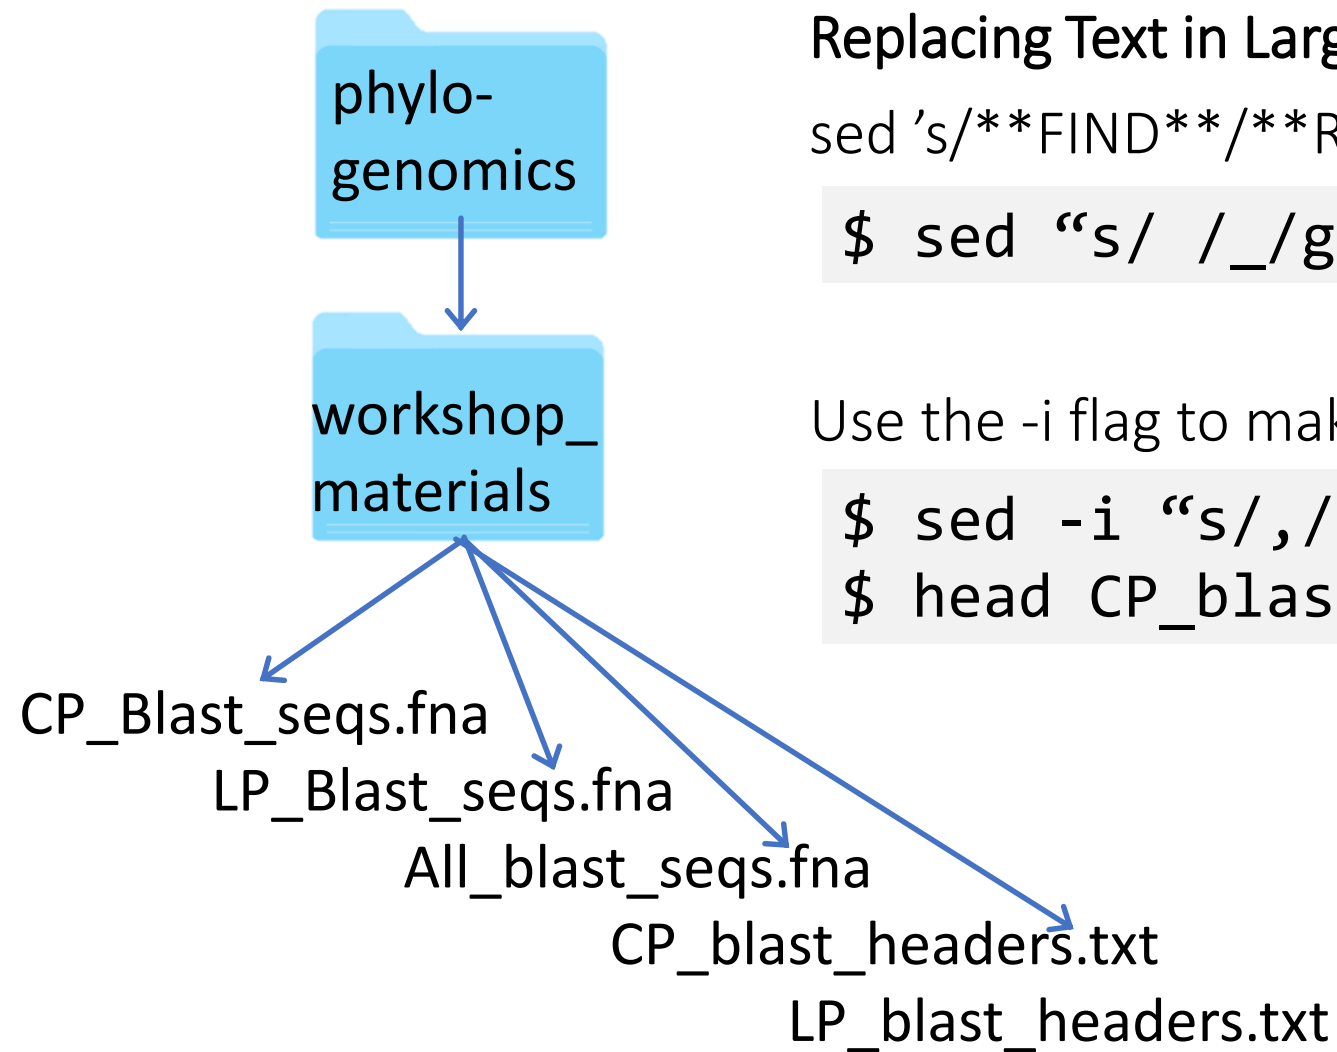 phylo-
genomics
workshop_
materials
CP_Blast_seqs.fna
LP_Blast_seqs.fna
All_blast_seqs.fna
CP_blast_headers.txt
LP_blast_headers.txt
Replacing Text in Larg
sed ’s/**FIND**/**R
$ sed “s/ /_/g
Use the -i flag to mak
$ sed -i “s/,/
$ head CP_blas